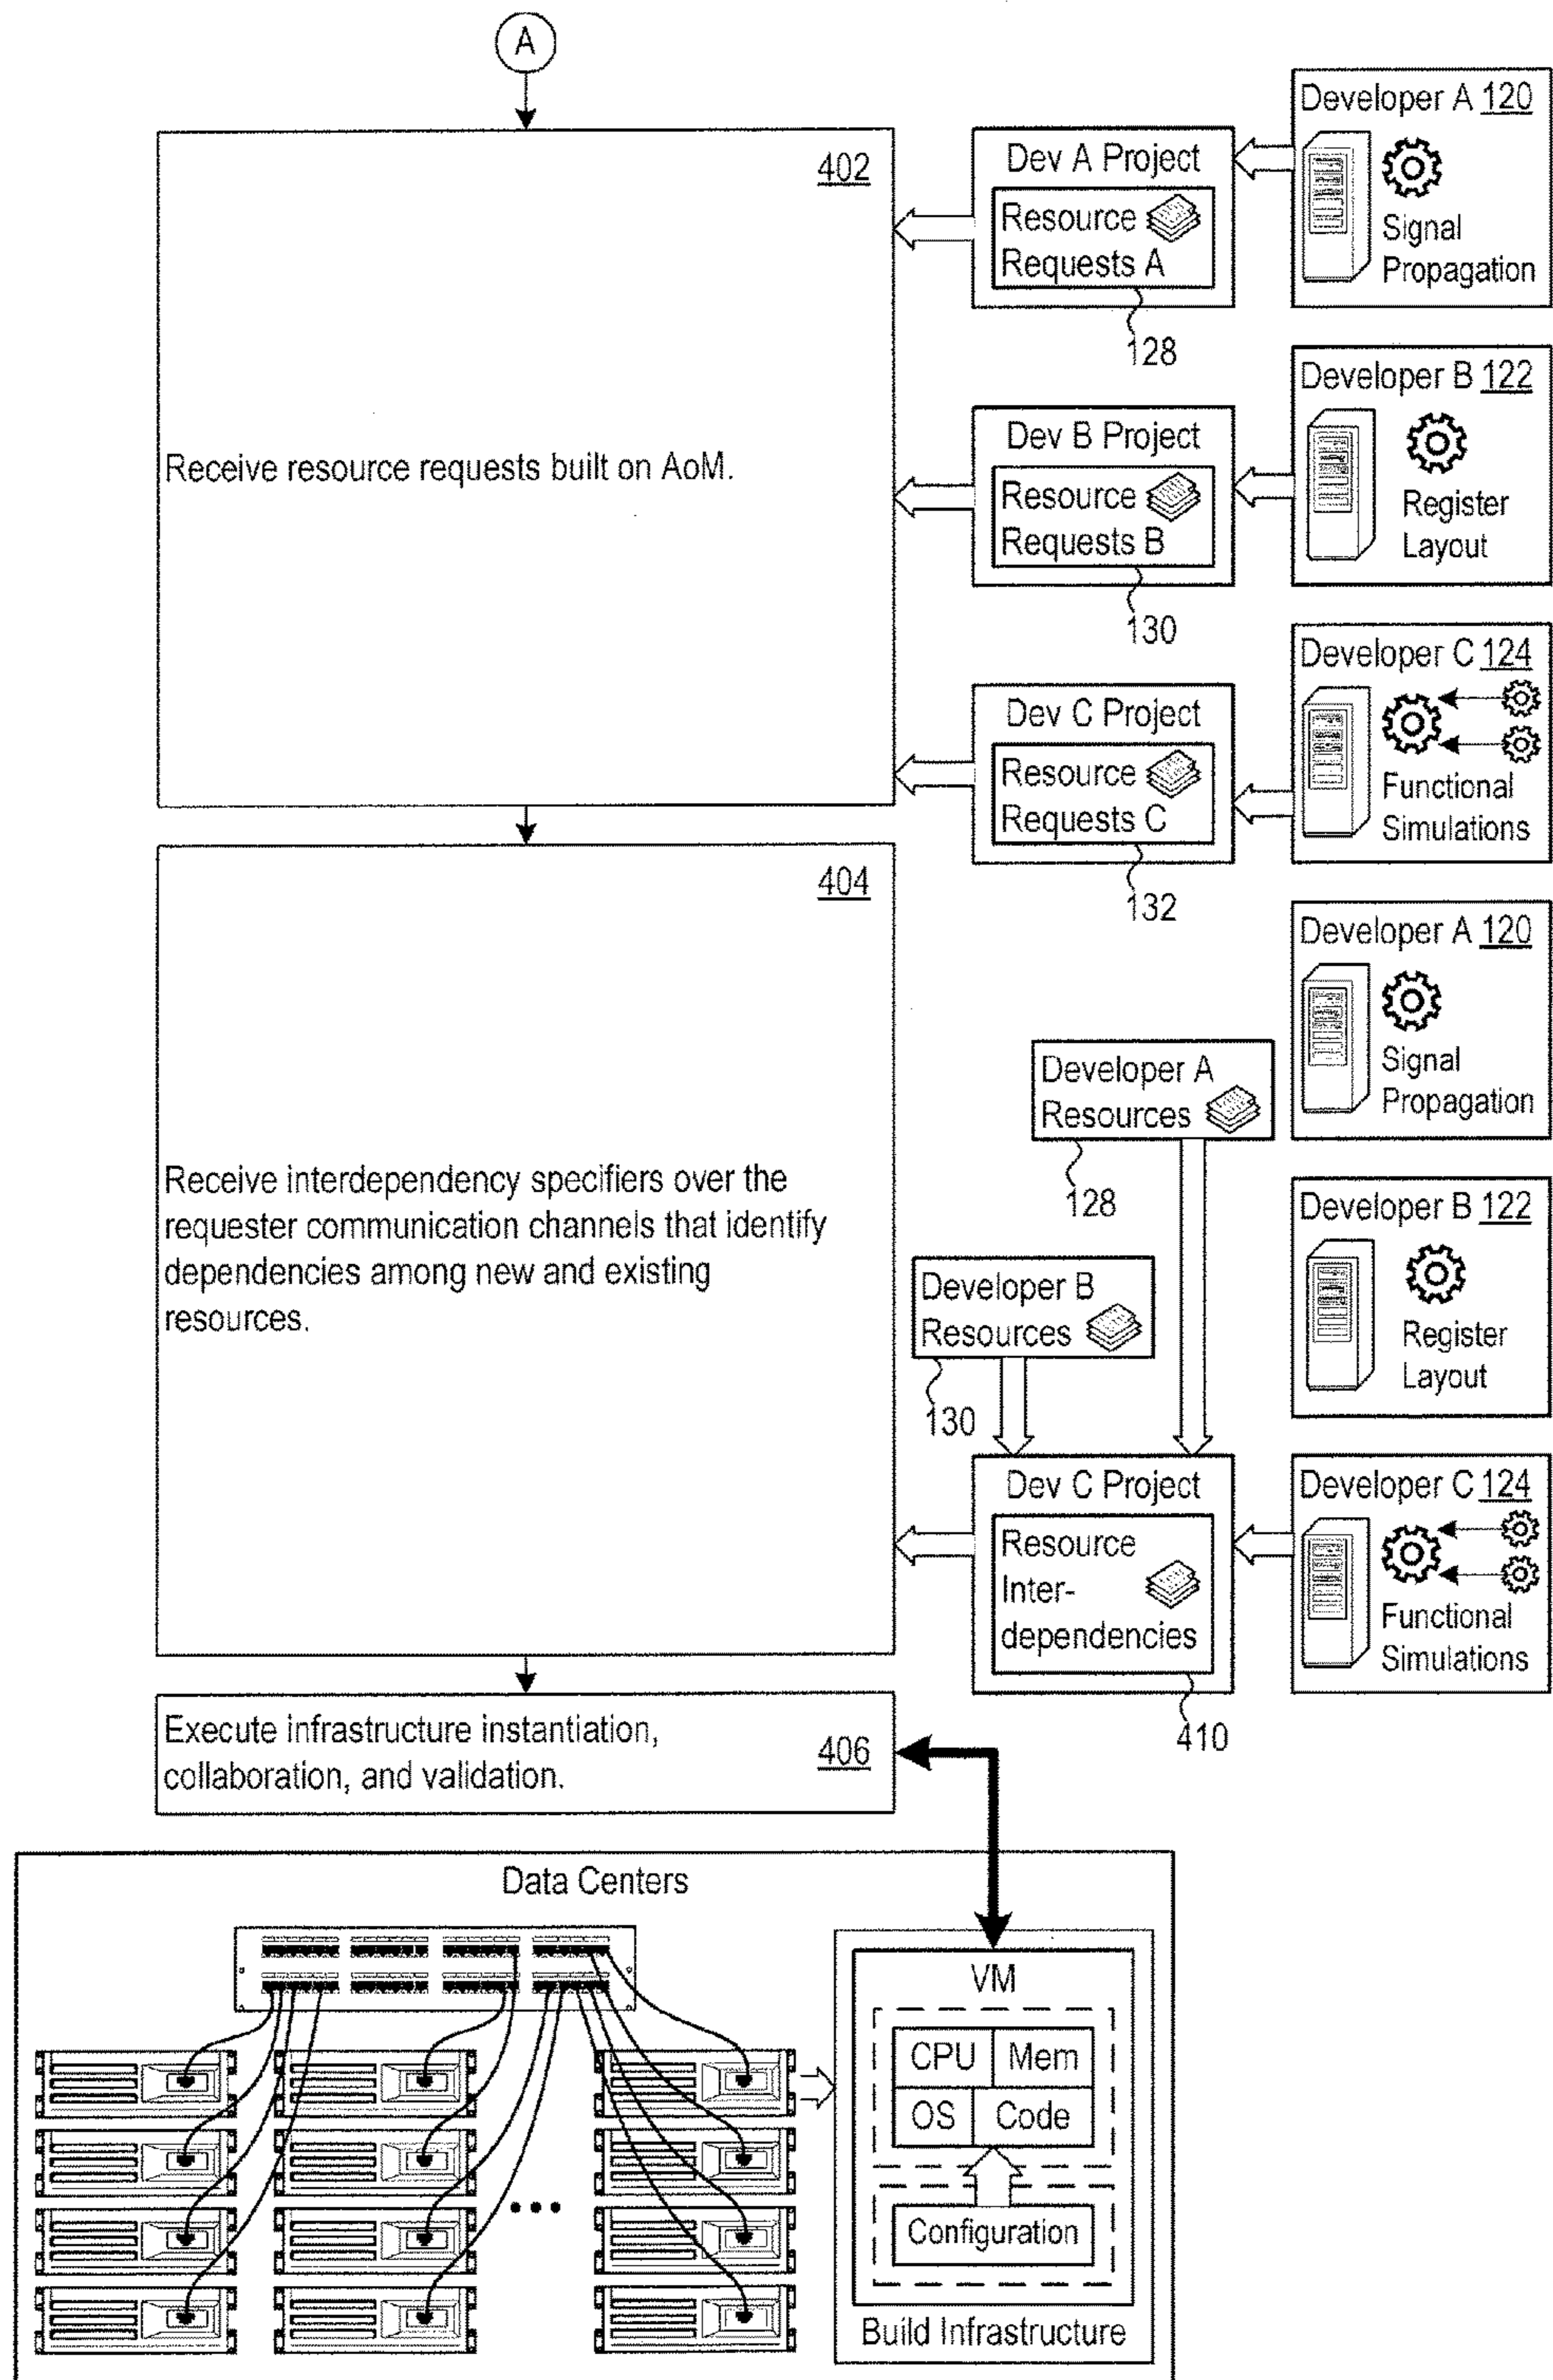 A
402
Receive resource requests built on AoM.
Dev A Project
Resource
Requests A
128
Developer A 120
Signal
Propagation
Dev B Project
Resource
Requests B
130
Developer B 122
Register
Layout
Dev C Project
Resource
Requests C
132
Developer C 124
Functional
Simulations
404
Receive interdependency specifiers over the
requester communication channels that identify
dependencies among new and existing
resources.
Developer A 120
Signal
Propagation
Developer A
Resources
128
Developer B 122
Register
Layout
Developer B
Resources
130
Dev C Project
Resource
Inter-
dependencies
410
Developer C 124
Functional
Simulations
Execute infrastructure instantiation,
collaboration, and validation.
406
Data Centers
VM
CPU Mem
OS Code
Configuration
Build Infrastructure